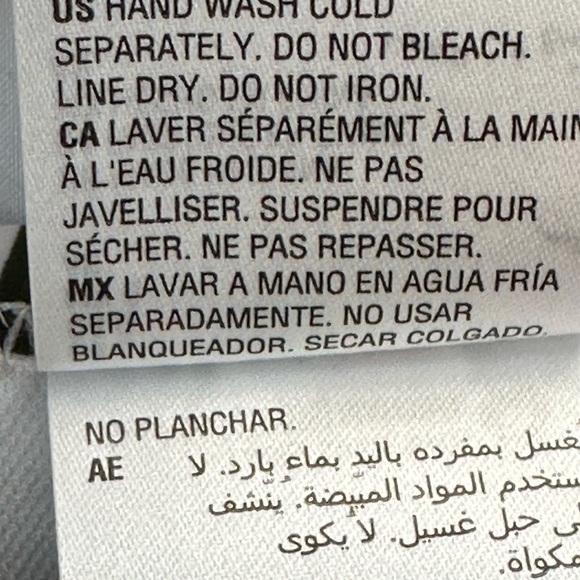 US HAND WASH COLD
SEPARATELY. DO NOT BLEACH.
LINE DRY. DO NOT IRON.
CA LAVER SÉPARÉMENT À LA MAIN
À L'EAU FROIDE. NE PAS
JAVELLISER. SUSPENDRE POUR
SÉCHER. NE PAS REPASSER.
MX LAVAR A MANO EN AGUA FRÍA
SEPARADAMENTE. NO USAR
BLANQUEADOR. SECAR COLGADO.
NO PLANCHAR.
AE بمفرده باليد بماء بارد. لا
المواد المبيّضة. ينّشف
حبل غسيل. لا يكوى